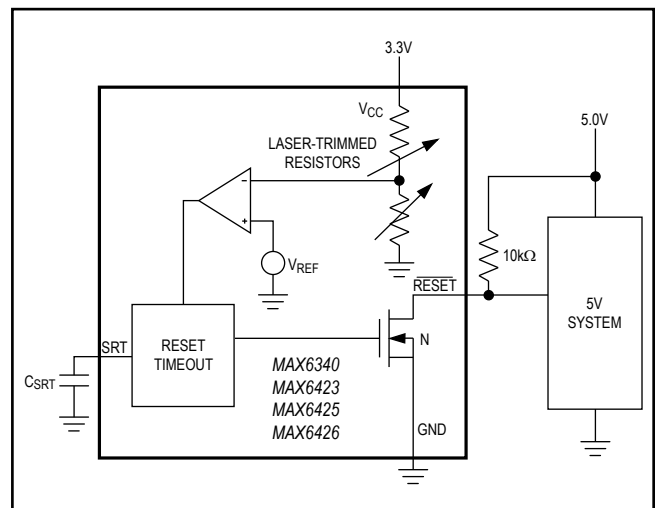 3.3V
VCC
5.0V
LASER-TRIMMED
RESISTORS
−
+
VREF
10kΩ
RESET
5V
SYSTEM
SRT
RESET
TIMEOUT
N
CSRT
MAX6340
MAX6423
MAX6425
MAX6426
GND